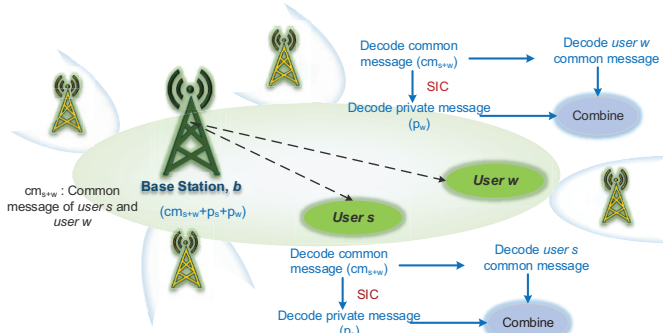 Decode common
message (cmₛ₊w)
Decode user w
common message
SIC
Decode private message
(pw)
Combine
User w
Base Station, b
(cmₛ₊w+pₛ+pw)
cmₛ₊w : Common
message of user s and
user w
User s
Decode common
message (cmₛ₊w)
Decode user s
common message
SIC
Decode private message
(pₛ)
Combine